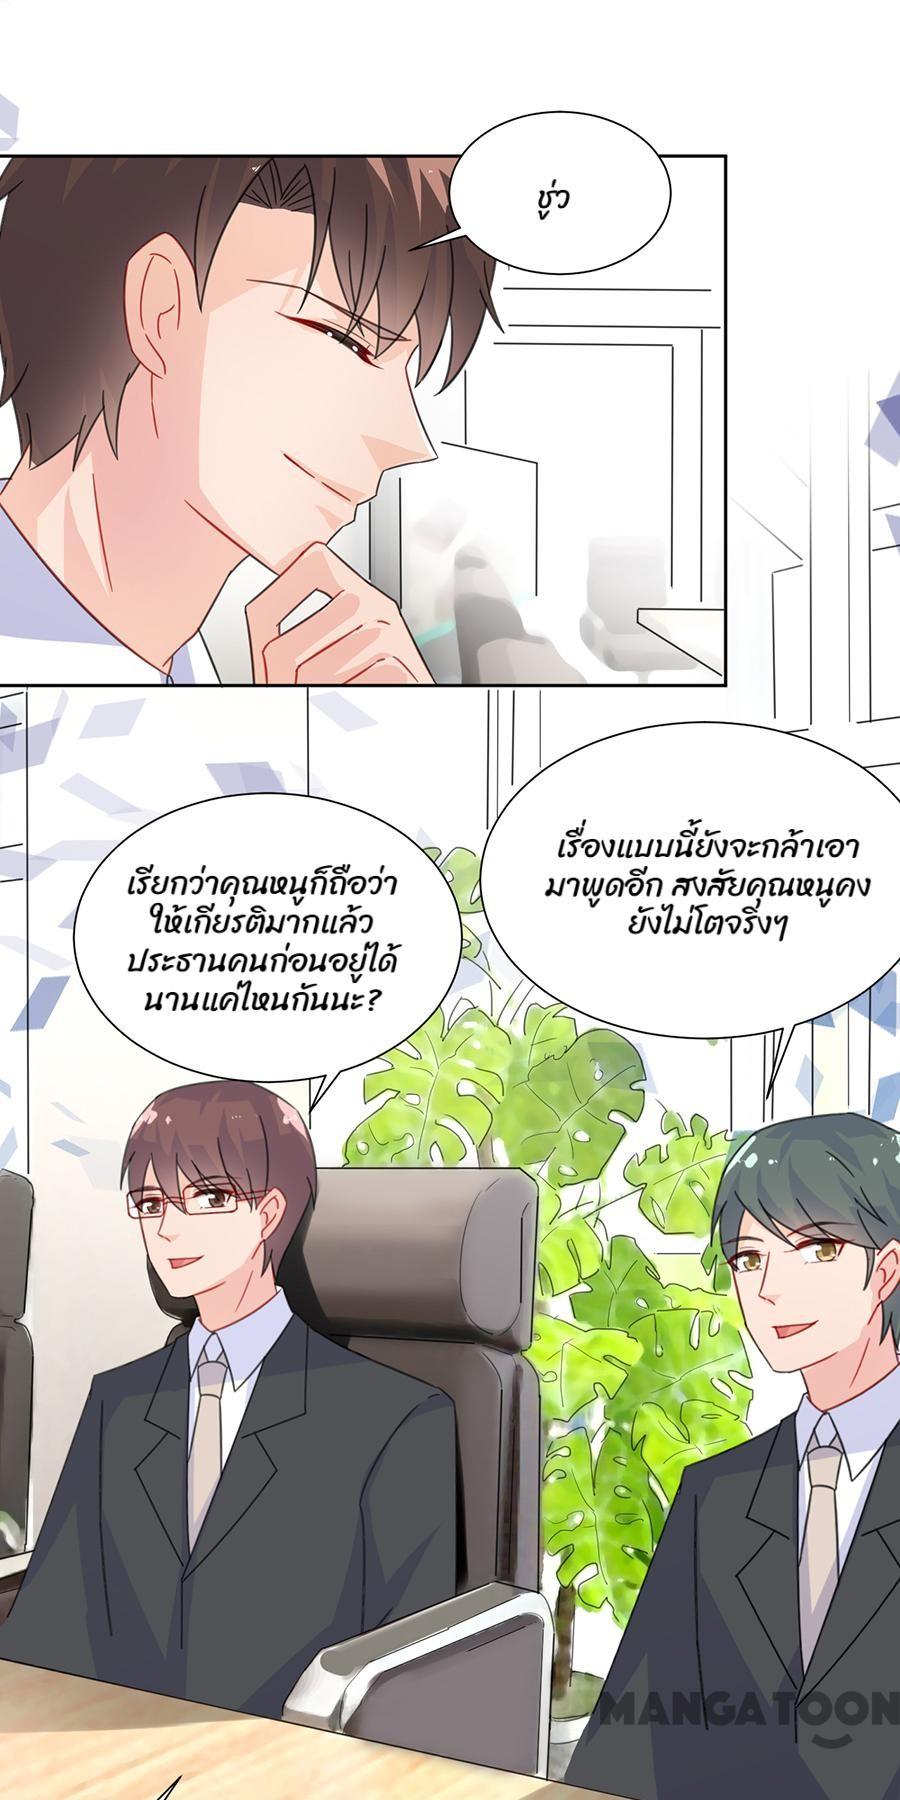 ชู่ว
เรียกว่าคุณหนูก็ถือว่า
ให้เกียรติมากแล้ว
ประธานคนก่อนอยู่ได้
นานแค่ไหนกันนะ?
เรื่องแบบนี้ยังจะกล้าเอา
มาพูดอีก สงสัยคุณหนูคง
ยังไม่โตจริงๆ
MANGATOON